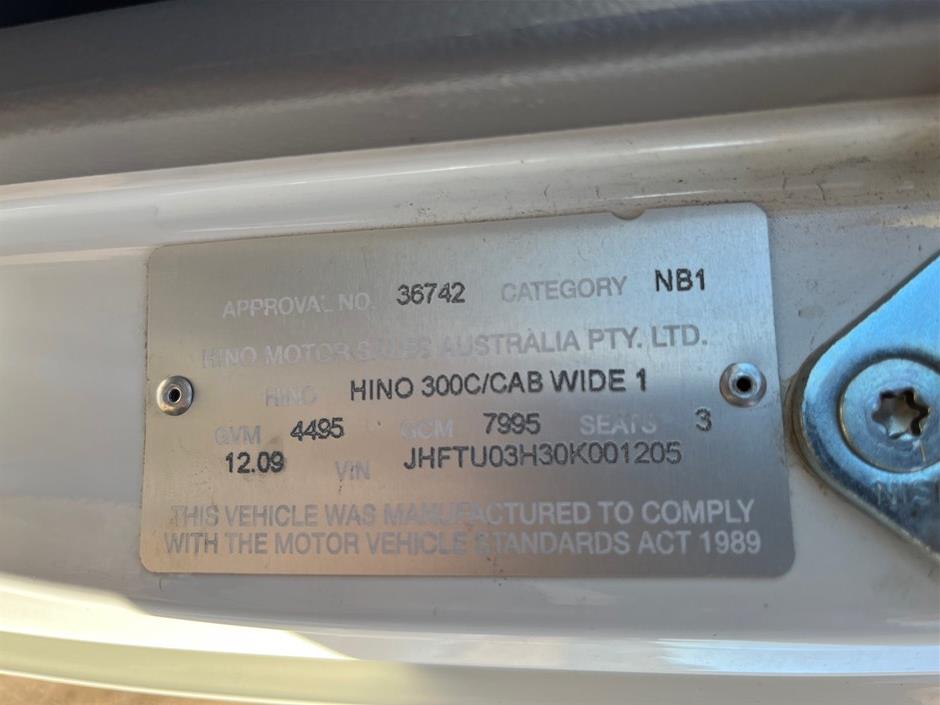 APPROVAL NO. 36742 CATEGORY NB1
HINO MOTOR SALES AUSTRALIA PTY. LTD.
HINO HINO 300C/CAB WIDE 1
GVM 4495 GCM 7995 SEATS 3
12.09 VIN JHFTU03H30K001205
THIS VEHICLE WAS MANUFACTURED TO COMPLY
WITH THE MOTOR VEHICLE STANDARDS ACT 1989